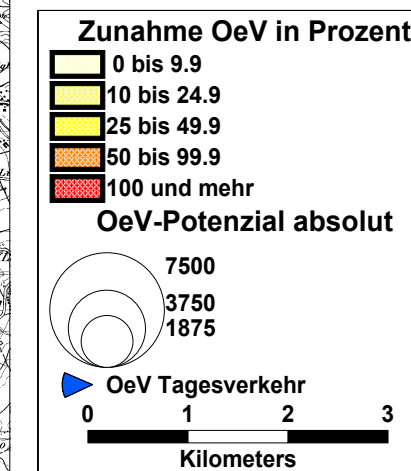 Zunahme OeV in Prozent
0 bis 9.9
10 bis 24.9
25 bis 49.9
50 bis 99.9
100 und mehr
OeV-Potenzial absolut
7500
3750
1875
OeV Tagesverkehr
0 1 2 3
Kilometers